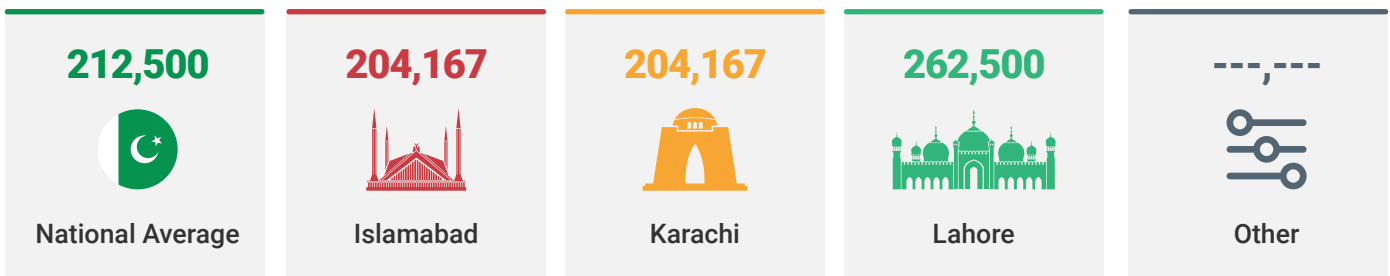 212,500
National Average
204,167
Islamabad
204,167
Karachi
262,500
Lahore
---,---
Other